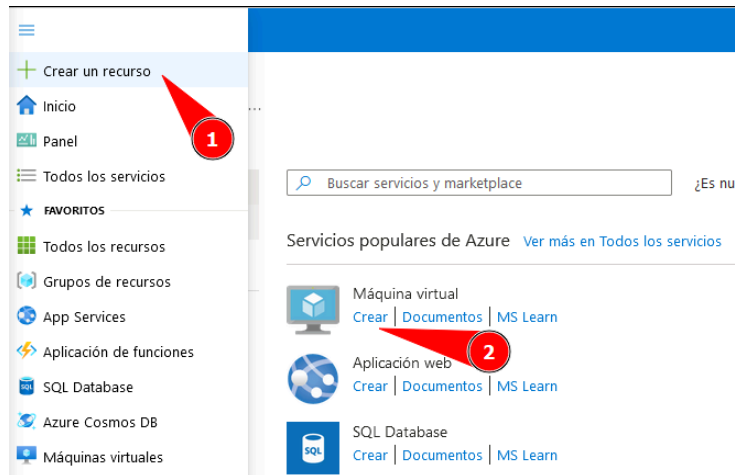 Crear un recurso
Inicio
...
Panel
Todos los servicios
FAVORITOS
Todos los recursos
Grupos de recursos
App Services
Aplicación de funciones
SQL Database
Azure Cosmos DB
Máquinas virtuales
1
Buscar servicios y marketplace
¿Es nu
Servicios populares de Azure Ver más en Todos los servicios
Máquina virtual
Crear | Documentos | MS Learn
2
Aplicación web
Crear | Documentos | MS Learn
SQL
SQL Database
Crear | Documentos | MS Learn